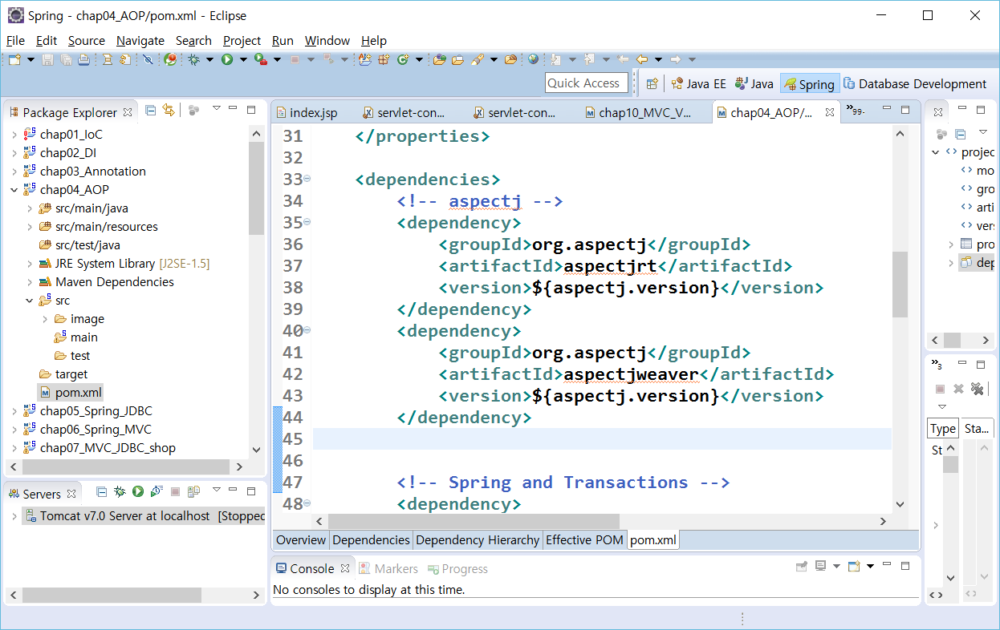 Spring - chap04_AOP/pom.xml - Eclipse
File Edit Source Navigate Search Project Run Window Help
Quick Access
Java EE Java Spring Database Development
Package Explorer
chap01_IoC
chap02_DI
chap03_Annotation
chap04_AOP
src/main/java
src/main/resources
src/test/java
JRE System Library [J2SE-1.5]
Maven Dependencies
src
image
main
test
target
pom.xml
chap05_Spring_JDBC
chap06_Spring_MVC
chap07_MVC_JDBC_shop
Servers
Tomcat v7.0 Server at localhost [Stopped
index.jsp servlet-con... servlet-con... chap10_MVC_V... chap04_AOP/... »99+
31 </properties>
32
33 <dependencies>
34 <!-- aspectj -->
35 <dependency>
36 <groupId>org.aspectj</groupId>
37 <artifactId>aspectjrt</artifactId>
38 <version>${aspectj.version}</version>
39 </dependency>
40 <dependency>
41 <groupId>org.aspectj</groupId>
42 <artifactId>aspectjweaver</artifactId>
43 <version>${aspectj.version}</version>
44 </dependency>
45
46
47 <!-- Spring and Transactions -->
48 <dependency>
Overview Dependencies Dependency Hierarchy Effective POM pom.xml
Console Markers Progress
No consoles to display at this time.
projec
mo
gro
arti
vers
pro
dep
»3
Type Sta...
St